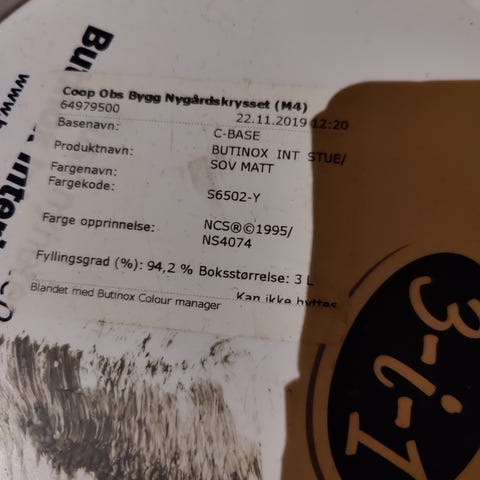 Coop Obs Bygg Nygårdskrysset (M4)
64979500 22.11.2019 12:20
Basenavn: C-BASE
Produktnavn: BUTINOX INT STUE/
SOV MATT
Fargenavn:
Fargekode: S6502-Y
Farge opprinnelse: NCS®©1995/
NS4074
Fyllingsgrad (%): 94,2 % Boksstørrelse: 3 L
Blandet med Butinox Colour manager Kan ikke byttes
3-i-1